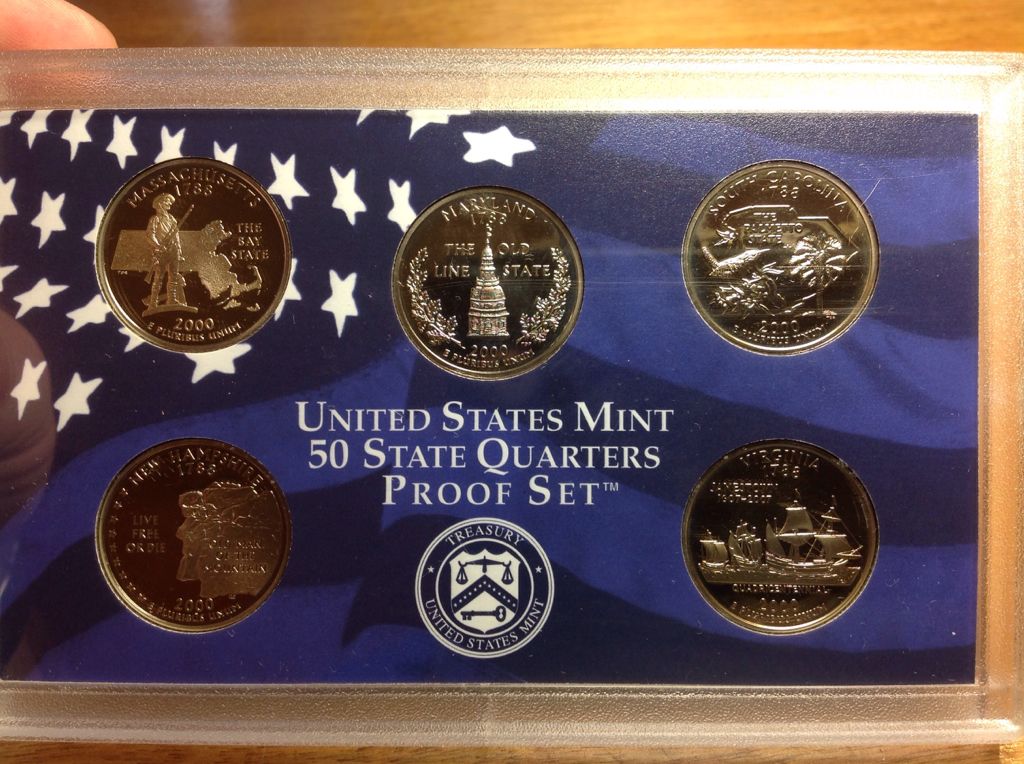 MASSACHUSETTS
1788
THE
BAY
STATE
2000
E PLURIBUS UNUM
MARYLAND
1788
THE OLD
LINE STATE
2000
E PLURIBUS UNUM
SOUTH CAROLINA
1788
THE
PALMETTO
STATE
2000
E PLURIBUS UNUM
UNITED STATES MINT
50 STATE QUARTERS
PROOF SET™
NEW HAMPSHIRE
1788
LIVE
FREE
OR DIE
OLD MAN
OF THE
MOUNTAIN
2000
E PLURIBUS UNUM
TREASURY
UNITED STATES MINT
VIRGINIA
1788
JAMESTOWN
1607-2007
QUADRICENTENNIAL
2000
E PLURIBUS UNUM